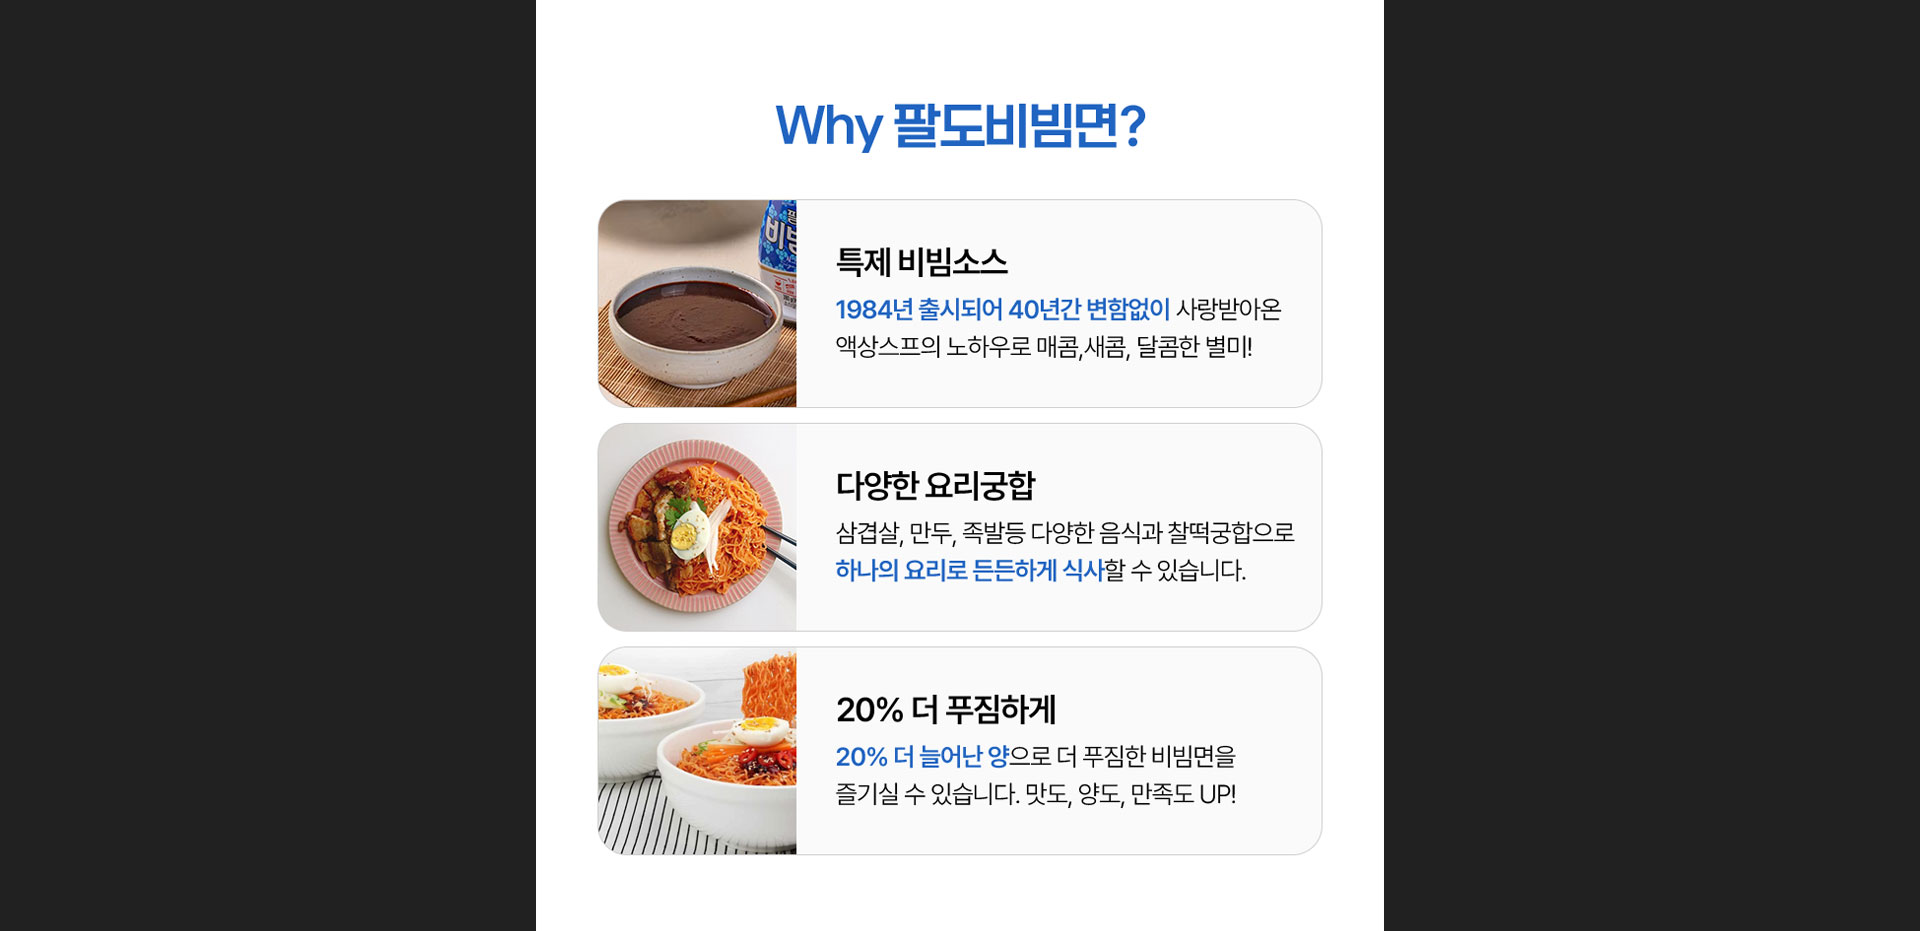 Why 팔도비빔면?
특제 비빔소스
1984년 출시되어 40년간 변함없이 사랑받아온
액상스프의 노하우로 매콤,새콤, 달콤한 별미!
다양한 요리궁합
삼겹살, 만두, 족발등 다양한 음식과 찰떡궁합으로
하나의 요리로 든든하게 식사할 수 있습니다.
20% 더 푸짐하게
20% 더 늘어난 양으로 더 푸짐한 비빔면을
즐기실 수 있습니다. 맛도, 양도, 만족도 UP!